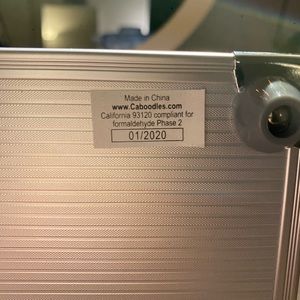 Made in China
www.Caboodles.com
California 93120 compliant for
formaldehyde Phase 2
01/2020